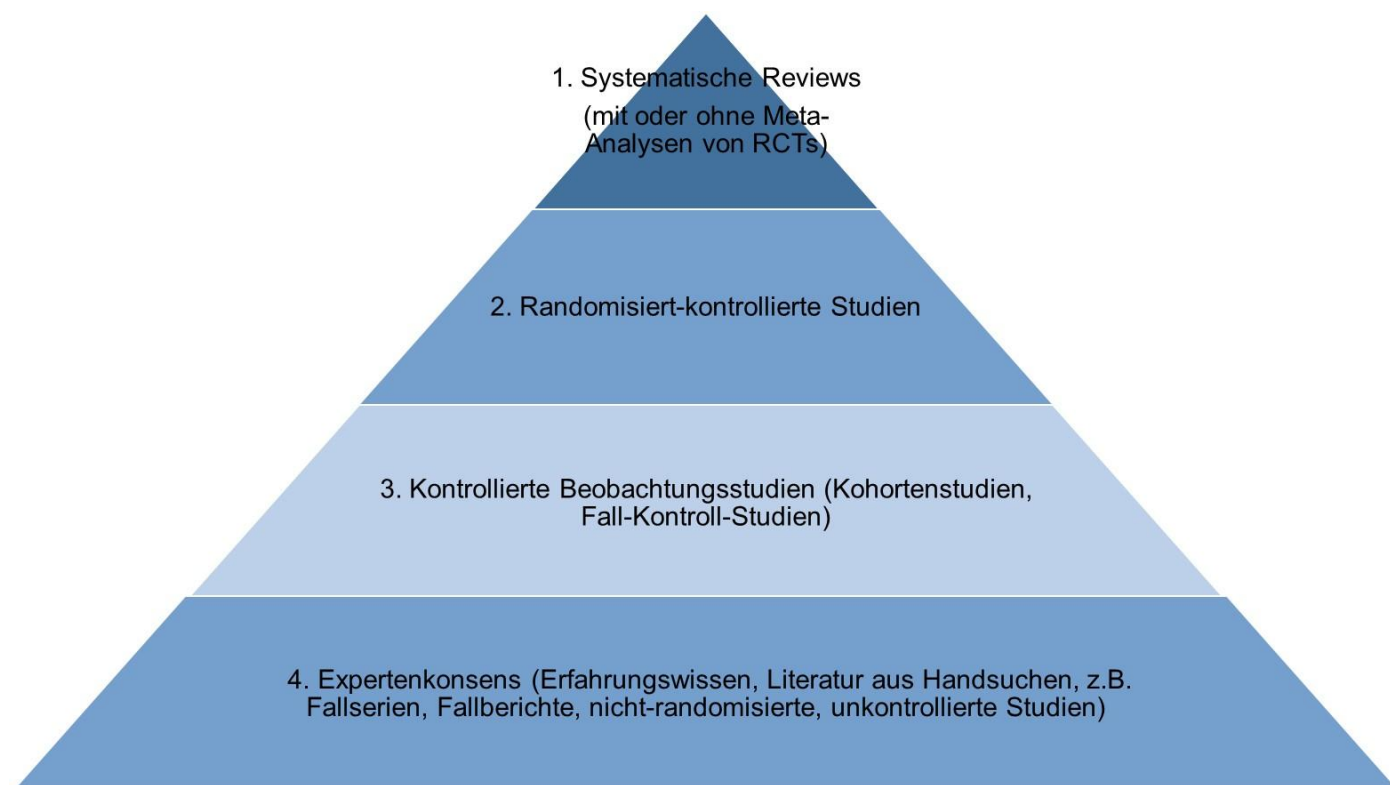 1. Systematische Reviews
(mit oder ohne Meta-
Analysen von RCTs)
2. Randomisiert-kontrollierte Studien
3. Kontrollierte Beobachtungsstudien (Kohortenstudien,
Fall-Kontroll-Studien)
4. Expertenkonsens (Erfahrungswissen, Literatur aus Handsuchen, z.B.
Fallserien, Fallberichte, nicht-randomisierte, unkontrollierte Studien)